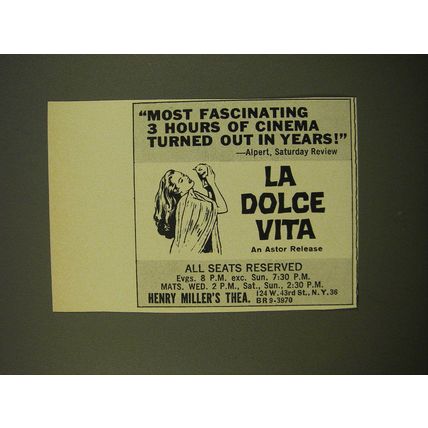 “MOST FASCINATING
3 HOURS OF CINEMA
TURNED OUT IN YEARS!”
—Alpert, Saturday Review
LA
DOLCE
VITA
An Astor Release
ALL SEATS RESERVED
Evgs. 8 P.M. exc. Sun. 7:30 P.M.
MATS. WED. 2 P.M., Sat., Sun., 2:30 P.M.
HENRY MILLER'S THEA. 124 W. 43rd St., N.Y. 36
BR 9-3970